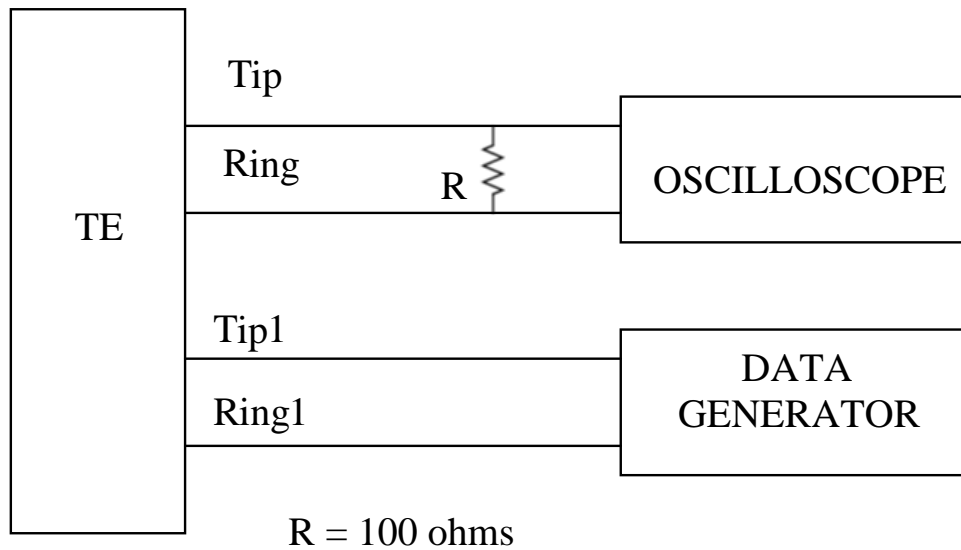 Tip
Ring
R
OSCILLOSCOPE
TE
Tip1
Ring1
DATA
GENERATOR
R = 100 ohms